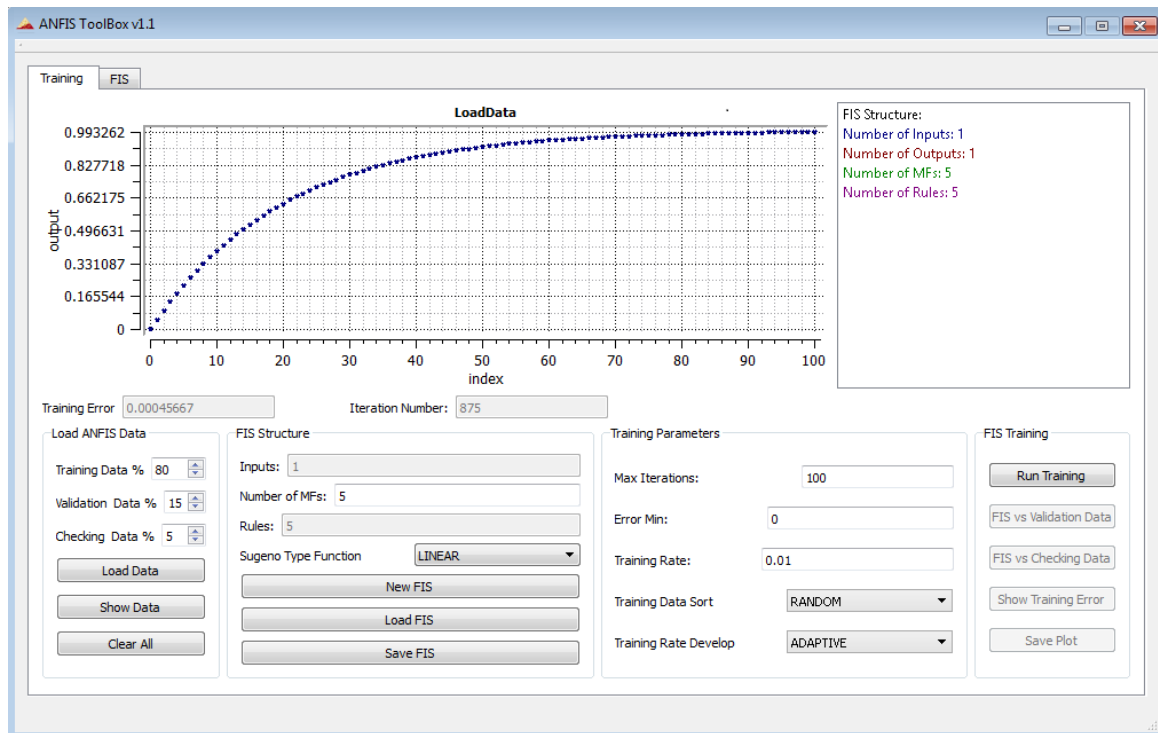 ANFIS ToolBox v1.1
Training FIS
LoadData
0.993262
0.827718
0.662175
0.496631
0.331087
0.165544
0
output
0 10 20 30 40 50 60 70 80 90 100
index
FIS Structure:
Number of Inputs: 1
Number of Outputs: 1
Number of MFs: 5
Number of Rules: 5
Training Error 0.00045667 Iteration Number: 875
Load ANFIS Data
Training Data % 80
Validation Data % 15
Checking Data % 5
Load Data
Show Data
Clear All
FIS Structure
Inputs: 1
Number of MFs: 5
Rules: 5
Sugeno Type Function LINEAR
New FIS
Load FIS
Save FIS
Training Parameters
Max Iterations: 100
Error Min: 0
Training Rate: 0.01
Training Data Sort RANDOM
Training Rate Develop ADAPTIVE
FIS Training
Run Training
FIS vs Validation Data
FIS vs Checking Data
Show Training Error
Save Plot